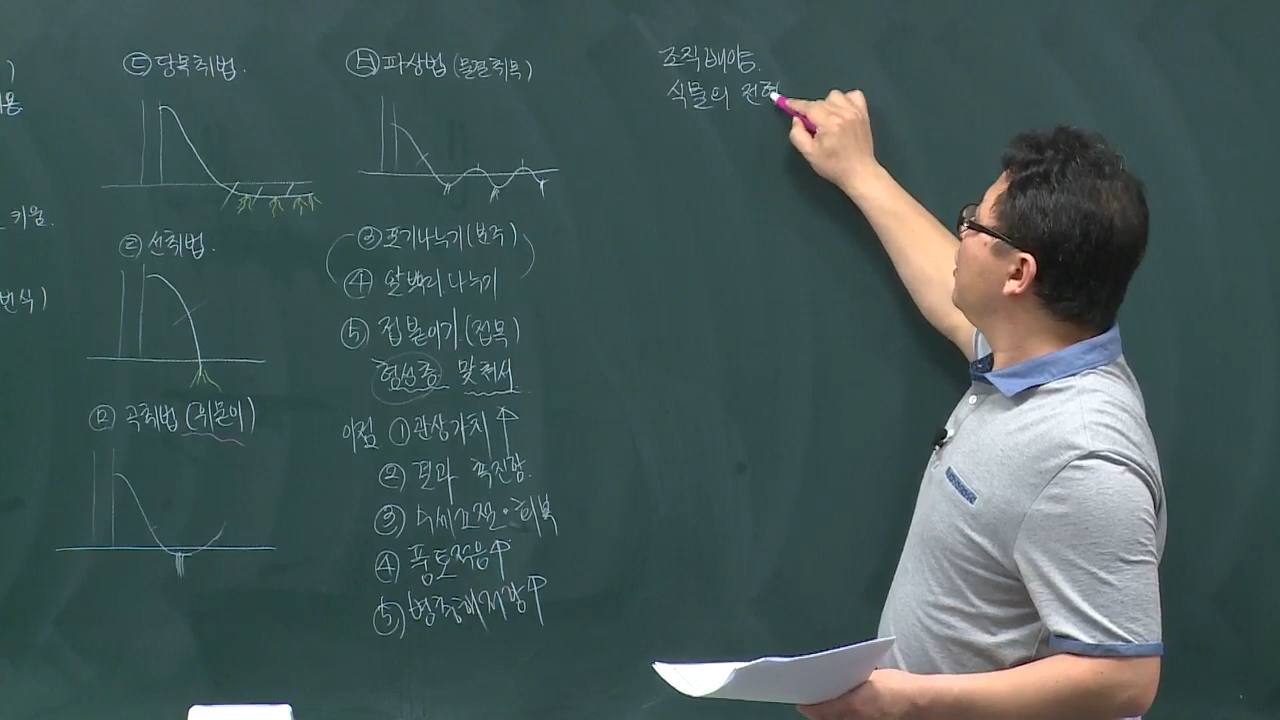 키움.
번식)
㉢ 당목취법.
㉣ 선취법.
㉤ 곡취법 (휘묻이)
㉥ 파상법 (물결취목)
③ 포기나누기 (분주)
④ 알뿌리 나누기
⑤ 접붙이기 (접목)
형성층 맞춰서
이점 ① 관상가치 ↑
② 결과 촉진함.
③ 수세조절·회복
④ 풍토적응↑
⑤ 병충해저항↑
조직배양.
식물의 전형